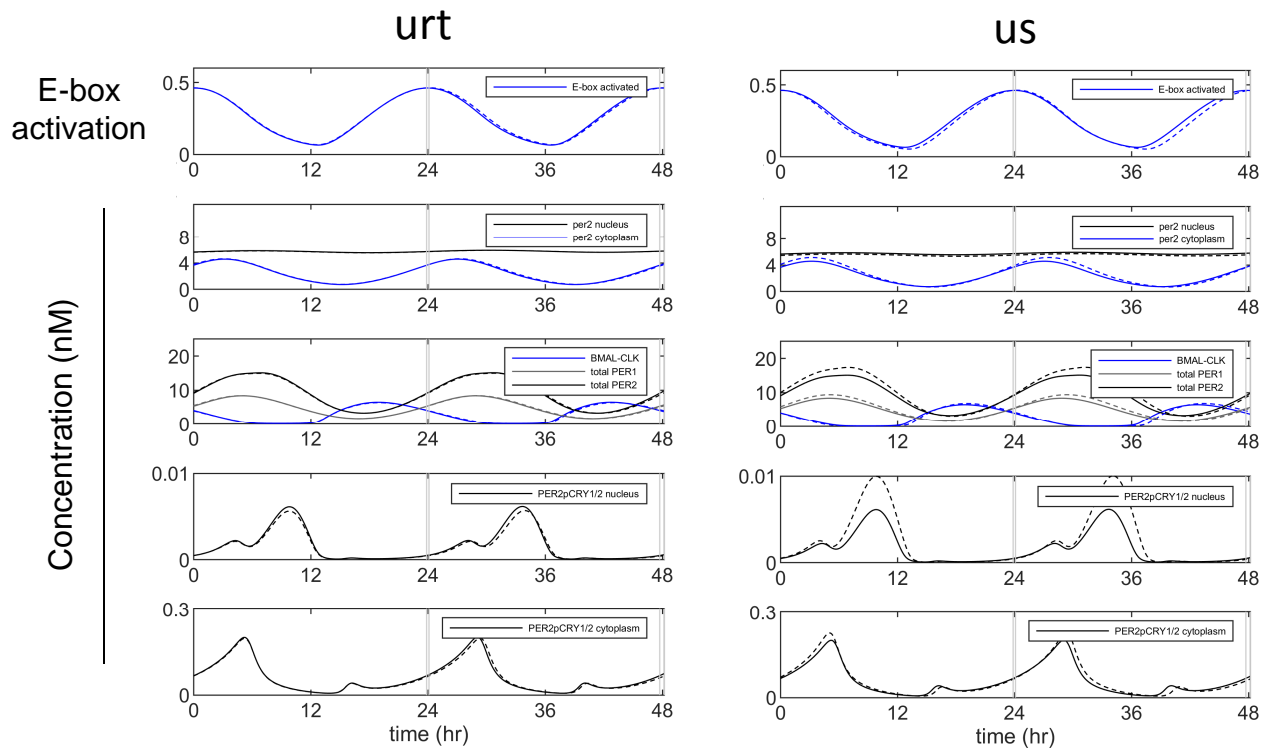 urt
us
E-box
activation
Concentration (nM)
0.5
0
E-box activated
0 12 24 36 48
8
4
0
per2 nucleus
per2 cytoplasm
0 12 24 36 48
20
10
0
BMAL-CLK
total PER1
total PER2
0 12 24 36 48
0.01
0
PER2pCRY1/2 nucleus
0 12 24 36 48
0.3
0
PER2pCRY1/2 cytoplasm
0 12 24 36 48
time (hr)
0.5
0
E-box activated
0 12 24 36 48
8
4
0
per2 nucleus
per2 cytoplasm
0 12 24 36 48
20
10
0
BMAL-CLK
total PER1
total PER2
0 12 24 36 48
0.01
0
PER2pCRY1/2 nucleus
0 12 24 36 48
0.3
0
PER2pCRY1/2 cytoplasm
0 12 24 36 48
time (hr)